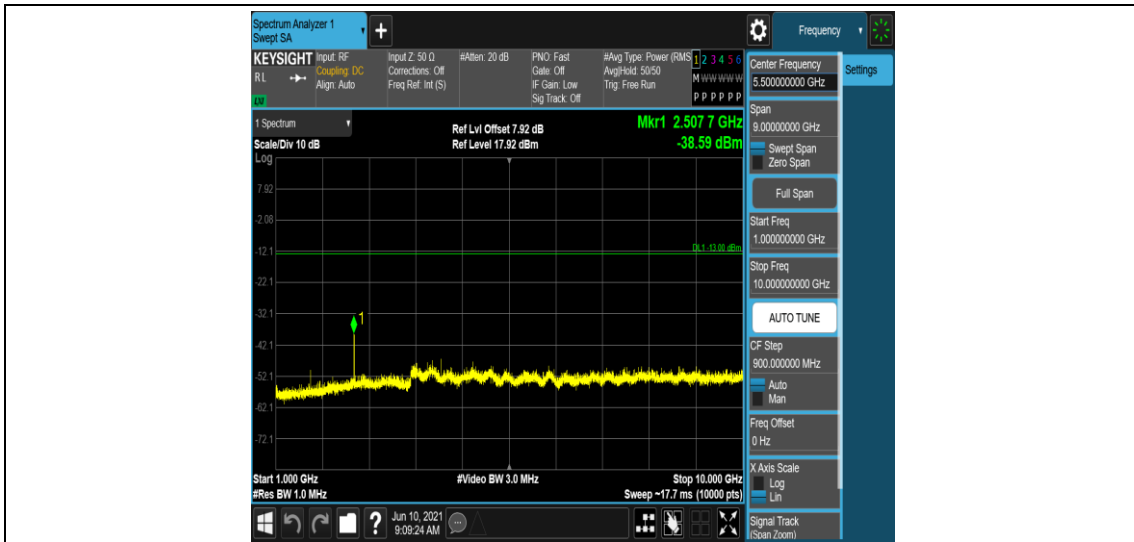 Spectrum Analyzer 1
Swept SA
Frequency
KEYSIGHT
RL
LXI
Input: RF
Coupling: DC
Align: Auto
Input Z: 50 Ω
Corrections: Off
Freq Ref: Int (S)
#Atten: 20 dB
PNO: Fast
Gate: Off
IF Gain: Low
Sig Track: Off
#Avg Type: Power (RMS
Avg|Hold: 50/50
Trig: Free Run
1 2 3 4 5 6
M W W W W W
P P P P P P
1 Spectrum
Scale/Div 10 dB
Ref Lvl Offset 7.92 dB
Ref Level 17.92 dBm
Mkr1 2.507 7 GHz
-38.59 dBm
Log
7.92
-2.08
-12.1
DL1 -13.00 dBm
-22.1
-32.1
1
-42.1
-52.1
-62.1
-72.1
Start 1.000 GHz
#Video BW 3.0 MHz
Stop 10.000 GHz
#Res BW 1.0 MHz
Sweep ~17.7 ms (10000 pts)
Jun 10, 2021
9:09:24 AM
Center Frequency
5.500000000 GHz
Settings
Span
9.00000000 GHz
Swept Span
Zero Span
Full Span
Start Freq
1.000000000 GHz
Stop Freq
10.000000000 GHz
AUTO TUNE
CF Step
900.000000 MHz
Auto
Man
Freq Offset
0 Hz
X Axis Scale
Log
Lin
Signal Track
(Span Zoom)